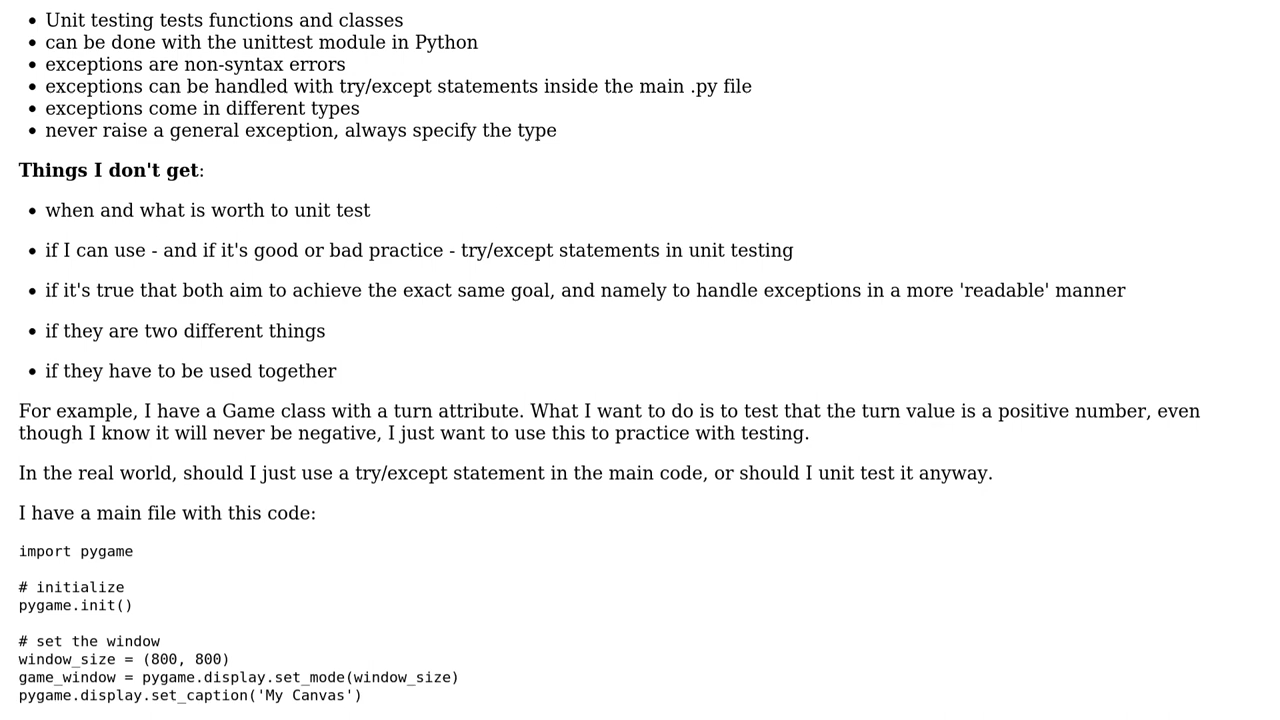 Unit testing tests functions and classes
can be done with the unittest module in Python
exceptions are non-syntax errors
exceptions can be handled with try/except statements inside the main .py file
exceptions come in different types
never raise a general exception, always specify the type
Things I don't get:
when and what is worth to unit test
if I can use - and if it's good or bad practice - try/except statements in unit testing
if it's true that both aim to achieve the exact same goal, and namely to handle exceptions in a more 'readable' manner
if they are two different things
if they have to be used together
For example, I have a Game class with a turn attribute. What I want to do is to test that the turn value is a positive number, even
though I know it will never be negative, I just want to use this to practice with testing.
In the real world, should I just use a try/except statement in the main code, or should I unit test it anyway.
I have a main file with this code:
import pygame
# initialize
pygame.init()
# set the window
window_size = (800, 800)
game_window = pygame.display.set_mode(window_size)
pygame.display.set_caption('My Canvas')